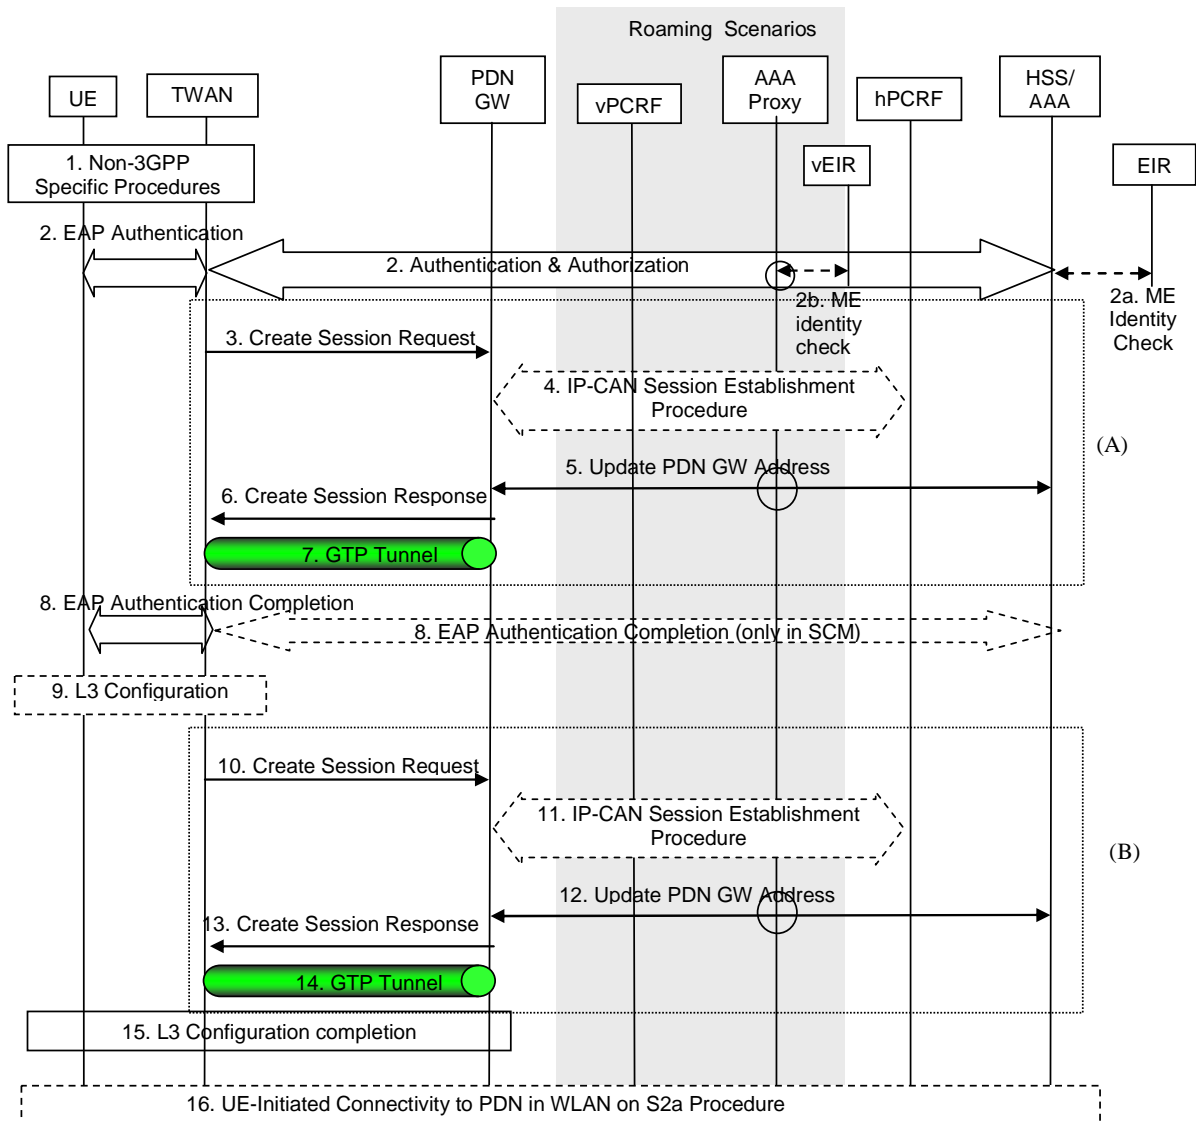 Roaming Scenarios
UE
TWAN
PDN
GW
vPCRF
AAA
Proxy
hPCRF
HSS/
AAA
vEIR
EIR
1. Non-3GPP
Specific Procedures
2. EAP Authentication
2. Authentication & Authorization
2b. ME
identity
check
2a. ME
Identity
Check
3. Create Session Request
4. IP-CAN Session Establishment
Procedure
(A)
5. Update PDN GW Address
6. Create Session Response
7. GTP Tunnel
8. EAP Authentication Completion
8. EAP Authentication Completion (only in SCM)
9. L3 Configuration
10. Create Session Request
11. IP-CAN Session Establishment
Procedure
(B)
12. Update PDN GW Address
13. Create Session Response
14. GTP Tunnel
15. L3 Configuration completion
16. UE-Initiated Connectivity to PDN in WLAN on S2a Procedure